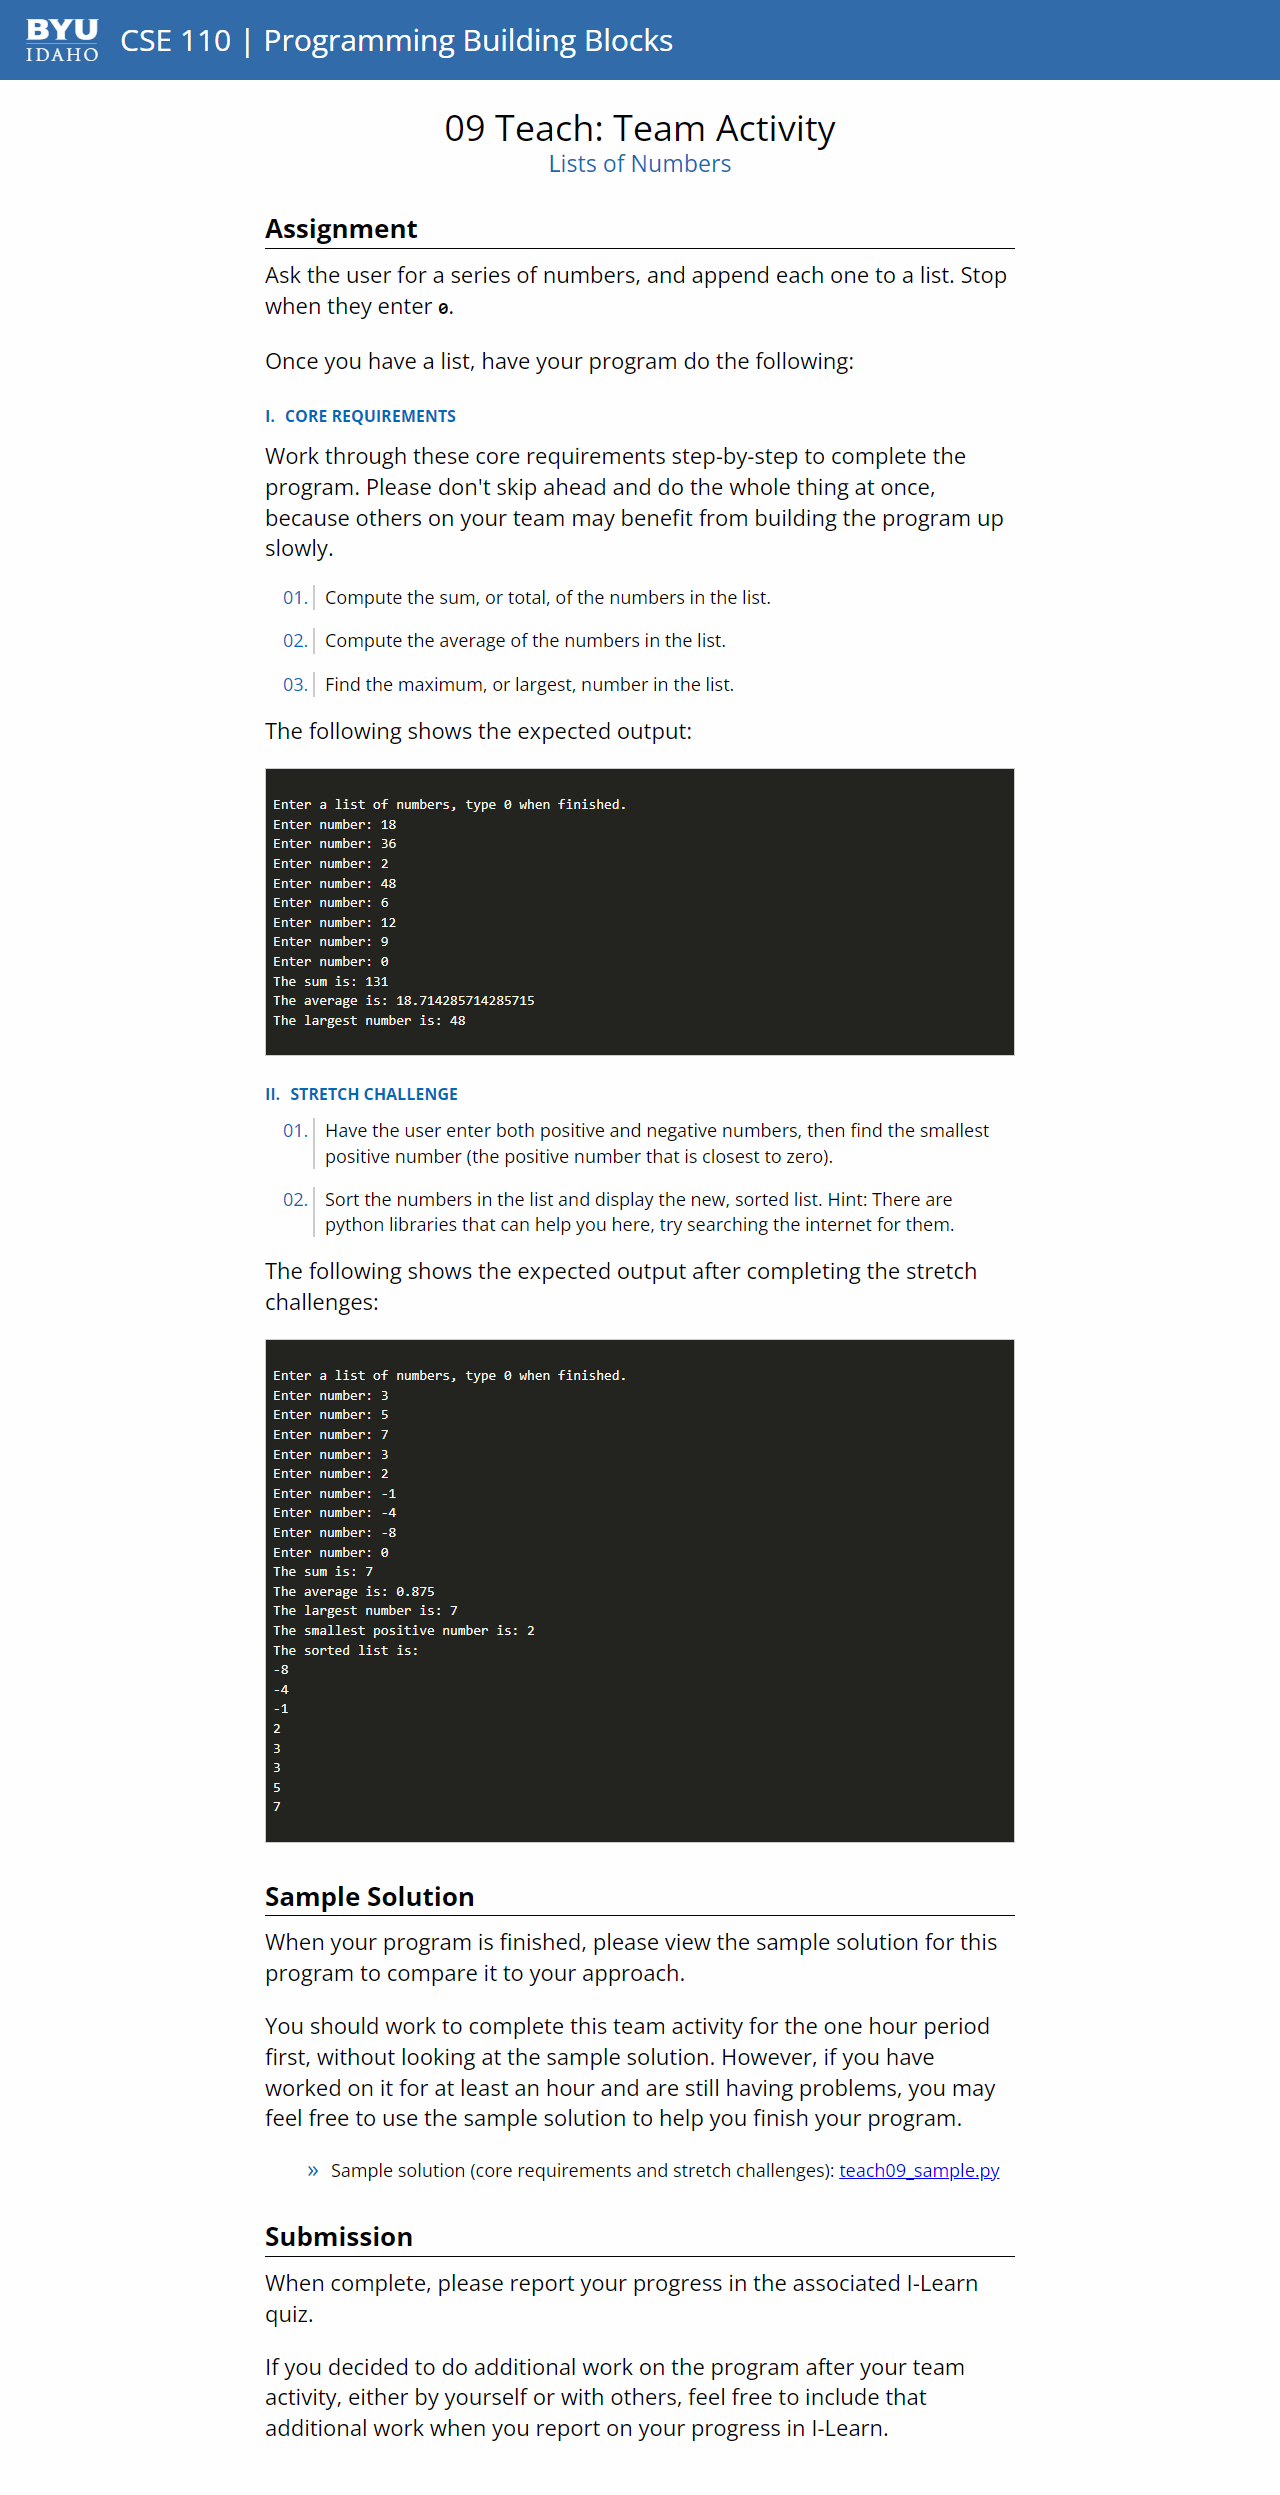 BYU
IDAHO
CSE 110 | Programming Building Blocks
09 Teach: Team Activity
Lists of Numbers
Assignment
Ask the user for a series of numbers, and append each one to a list. Stop
when they enter 0.
Once you have a list, have your program do the following:
I. CORE REQUIREMENTS
Work through these core requirements step-by-step to complete the
program. Please don't skip ahead and do the whole thing at once,
because others on your team may benefit from building the program up
slowly.
01. Compute the sum, or total, of the numbers in the list.
02. Compute the average of the numbers in the list.
03. Find the maximum, or largest, number in the list.
The following shows the expected output:
Enter a list of numbers, type 0 when finished.
Enter number: 18
Enter number: 36
Enter number: 2
Enter number: 48
Enter number: 6
Enter number: 12
Enter number: 9
Enter number: 0
The sum is: 131
The average is: 18.714285714285715
The largest number is: 48
II. STRETCH CHALLENGE
01. Have the user enter both positive and negative numbers, then find the smallest
positive number (the positive number that is closest to zero).
02. Sort the numbers in the list and display the new, sorted list. Hint: There are
python libraries that can help you here, try searching the internet for them.
The following shows the expected output after completing the stretch
challenges:
Enter a list of numbers, type 0 when finished.
Enter number: 3
Enter number: 5
Enter number: 7
Enter number: 3
Enter number: 2
Enter number: -1
Enter number: -4
Enter number: -8
Enter number: 0
The sum is: 7
The average is: 0.875
The largest number is: 7
The smallest positive number is: 2
The sorted list is:
-8
-4
-1
2
3
3
5
7
Sample Solution
When your program is finished, please view the sample solution for this
program to compare it to your approach.
You should work to complete this team activity for the one hour period
first, without looking at the sample solution. However, if you have
worked on it for at least an hour and are still having problems, you may
feel free to use the sample solution to help you finish your program.
» Sample solution (core requirements and stretch challenges): teach09_sample.py
Submission
When complete, please report your progress in the associated I-Learn
quiz.
If you decided to do additional work on the program after your team
activity, either by yourself or with others, feel free to include that
additional work when you report on your progress in I-Learn.